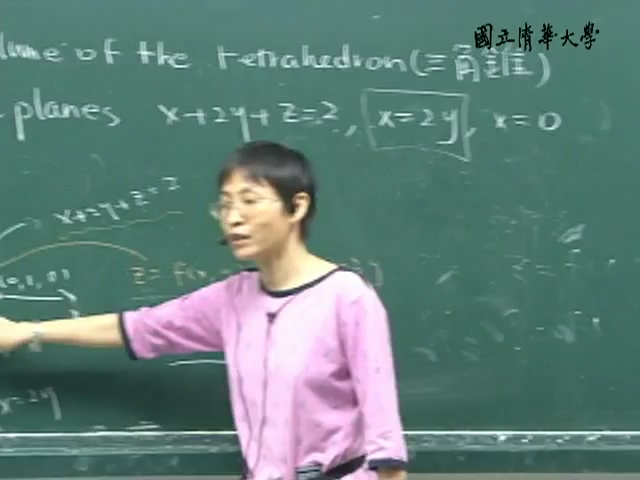 國立清華大學
of the tetrahedron (三角錐)
planes x+2y+z=2, x=2y, x=0
x+2y+z=2
x=2y